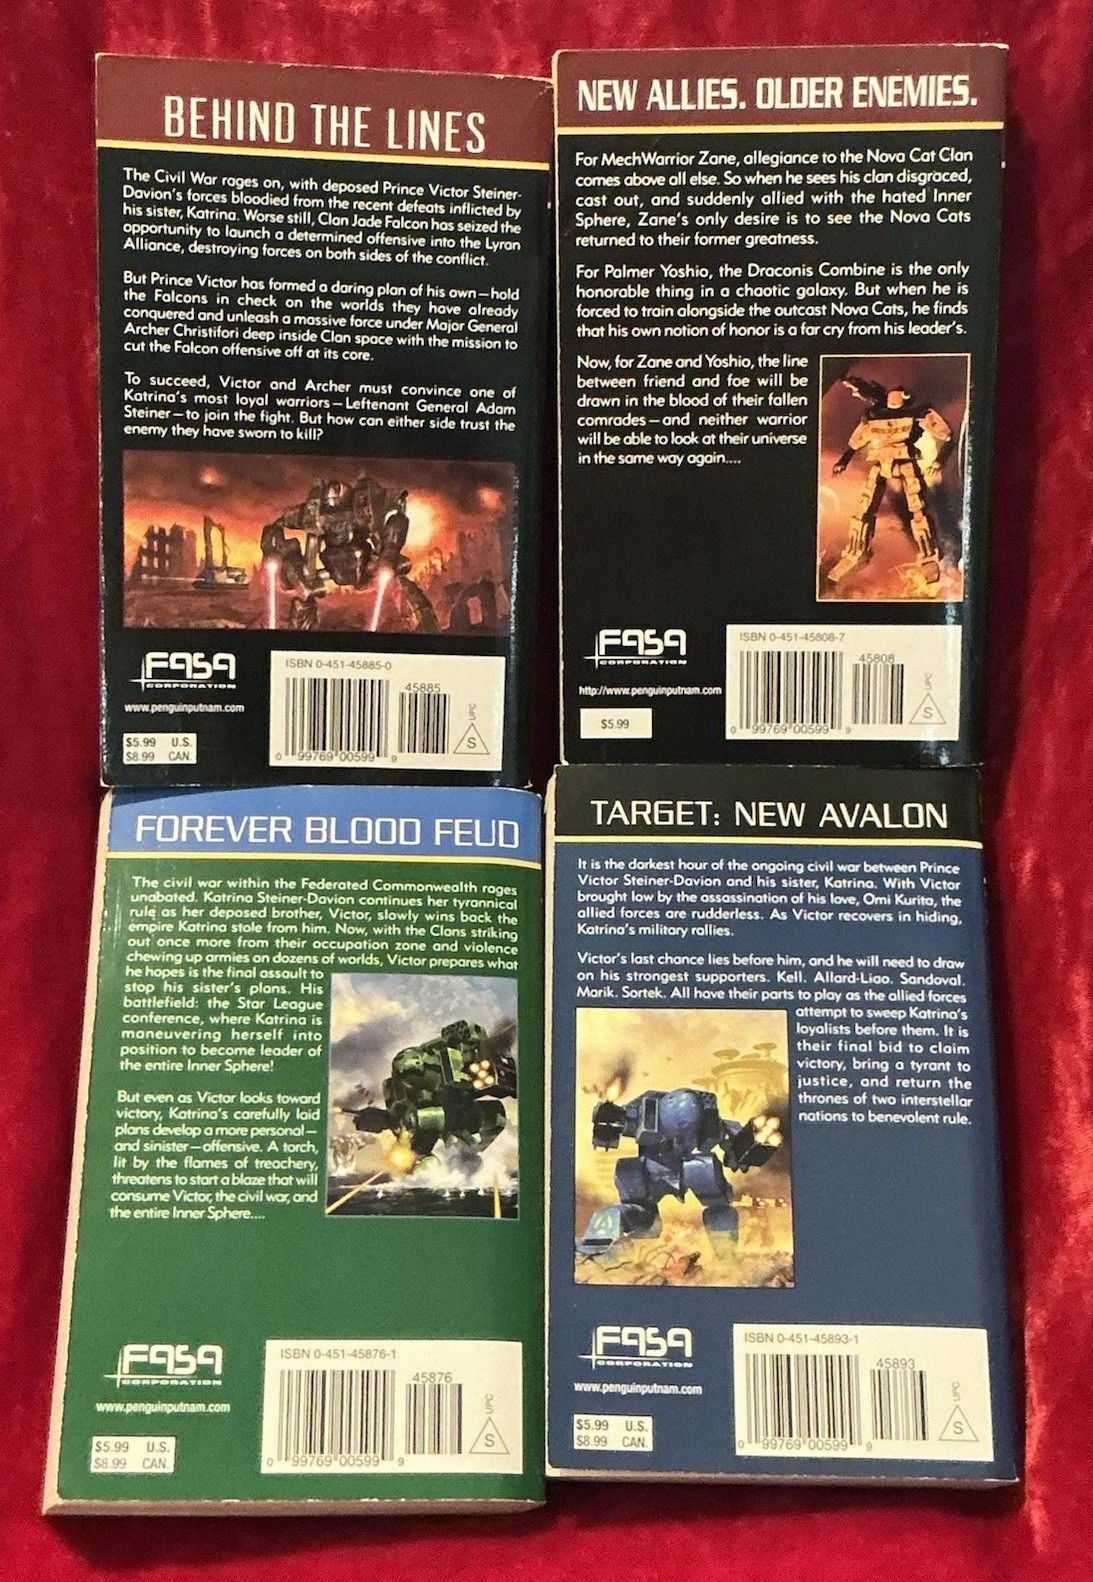 BEHIND THE LINES
The Civil War rages on, with deposed Prince Victor Steiner-
Davion's forces bloodied from the recent defeats inflicted by
his sister, Katrina. Worse still, Clan Jade Falcon has seized the
opportunity to launch a determined offensive into the Lyran
Alliance, destroying forces on both sides of the conflict.
But Prince Victor has formed a daring plan of his own—hold
the Falcons in check on the worlds they have already
conquered and unleash a massive force under Major General
Archer Christifori deep inside Clan space with the mission to
cut the Falcon offensive off at its core.
To succeed, Victor and Archer must convince one of
Katrina's most loyal warriors—Leftenant General Adam
Steiner—to join the fight. But how can either side trust the
enemy they have sworn to kill?
FASA
CORPORATION
www.penguinputnam.com
$5.99 U.S.
$8.99 CAN.
ISBN 0-451-45885-0
45885
0 99769 00599 9
UPC
S
NEW ALLIES. OLDER ENEMIES.
For MechWarrior Zane, allegiance to the Nova Cat Clan
comes above all else. So when he sees his clan disgraced,
cast out, and suddenly allied with the hated Inner
Sphere, Zane's only desire is to see the Nova Cats
returned to their former greatness.
For Palmer Yoshio, the Draconis Combine is the only
honorable thing in a chaotic galaxy. But when he is
forced to train alongside the outcast Nova Cats, he finds
that his own notion of honor is a far cry from his leader's.
Now, for Zane and Yoshio, the line
between friend and foe will be
drawn in the blood of their fallen
comrades—and neither warrior
will be able to look at their universe
in the same way again....
FASA
CORPORATION
http://www.penguinputnam.com
$5.99
ISBN 0-451-45808-7
45808
0 99769 00599 9
UPC
S
FOREVER BLOOD FEUD
The civil war within the Federated Commonwealth rages
unabated. Katrina Steiner-Davion continues her tyrannical
rule as her deposed brother, Victor, slowly wins back the
empire Katrina stole from him. Now, with the Clans striking
out once more from their occupation zone and violence
chewing up armies on dozens of worlds, Victor prepares what
he hopes is the final assault to
stop his sister's plans. His
battlefield: the Star League
conference, where Katrina is
maneuvering herself into
position to become leader of
the entire Inner Sphere!
But even as Victor looks toward
victory, Katrina's carefully laid
plans develop a more personal—
and sinister—offensive. A torch,
lit by the flames of treachery,
threatens to start a blaze that will
consume Victor, the civil war, and
the entire Inner Sphere....
FASA
CORPORATION
www.penguinputnam.com
$5.99 U.S.
$8.99 CAN.
ISBN 0-451-45876-1
45876
0 99769 00599 9
UPC
S
TARGET: NEW AVALON
It is the darkest hour of the ongoing civil war between Prince
Victor Steiner-Davion and his sister, Katrina. With Victor
brought low by the assassination of his love, Omi Kurita, the
allied forces are rudderless. As Victor recovers in hiding,
Katrina's military rallies.
Victor's last chance lies before him, and he will need to draw
on his strongest supporters. Kell. Allard-Liao. Sandoval.
Marik. Sortek. All have their parts to play as the allied forces
attempt to sweep Katrina's
loyalists before them. It is
their final bid to claim
victory, bring a tyrant to
justice, and return the
thrones of two interstellar
nations to benevolent rule.
FASA
CORPORATION
www.penguinputnam.com
$5.99 U.S.
$8.99 CAN.
ISBN 0-451-45893-1
45893
0 99769 00599 9
UPC
S